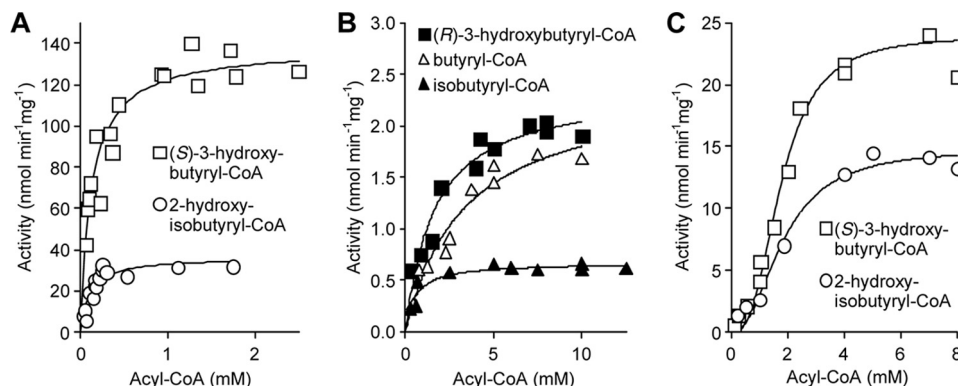 A
Activity (nmol min⁻¹mg⁻¹)
140
120
100
80
60
40
20
0
(S)-3-hydroxy-
butyryl-CoA
2-hydroxy-
isobutyryl-CoA
0
1
2
Acyl-CoA (mM)
B
Activity (nmol min⁻¹mg⁻¹)
3.0
2.5
2.0
1.5
1.0
0.5
0.0
(R)-3-hydroxybutyryl-CoA
butyryl-CoA
isobutyryl-CoA
0
5
10
Acyl-CoA (mM)
C
Activity (nmol min⁻¹mg⁻¹)
25
20
15
10
5
0
(S)-3-hydroxy-
butyryl-CoA
2-hydroxy-
isobutyryl-CoA
0
2
4
6
8
Acyl-CoA (mM)